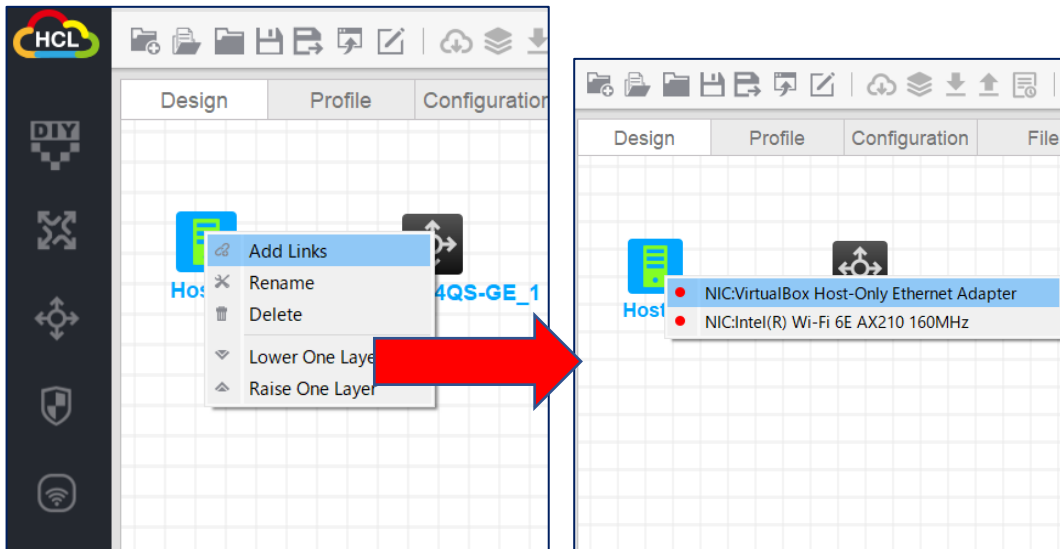 HCL
Design Profile Configuration
DIY
Add Links
Rename
Delete
Lower One Laye
Raise One Layer
Hos
4QS-GE_1
Design Profile Configuration File
NIC:VirtualBox Host-Only Ethernet Adapter
NIC:Intel(R) Wi-Fi 6E AX210 160MHz
Host